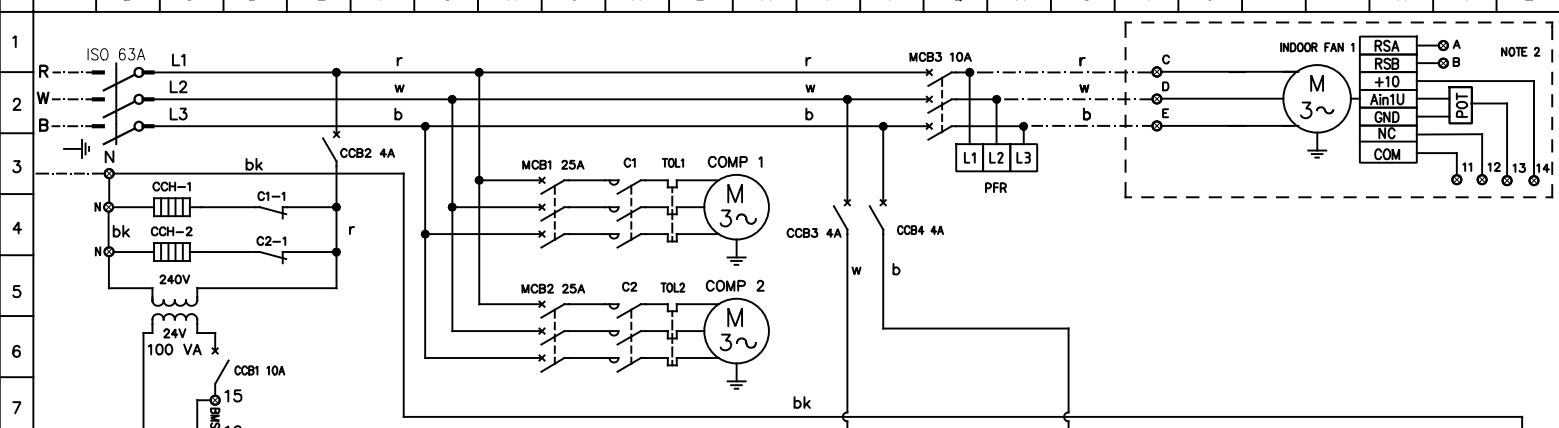 1
ISO 63A
L1
r
r
MCB3 10A
r
C
INDOOR FAN 1
RSA
A
NOTE 2
R
RSB
B
M
+10
2
W
L2
w
w
w
D
3~
Ain1U
POT
GND
B
L3
b
b
b
E
NC
COM
11
12
13
14
3
N
bk
CCB2 4A
MCB1 25A
C1
TOL1
COMP 1
L1
L2
L3
PFR
CCH-1
C1-1
M
3~
N
4
bk
CCH-2
C2-1
r
CCB3 4A
CCB4 4A
N
w
b
5
240V
MCB2 25A
C2
TOL2
COMP 2
M
3~
24V
6
100 VA
CCB1 10A
15
7
BMS
bk